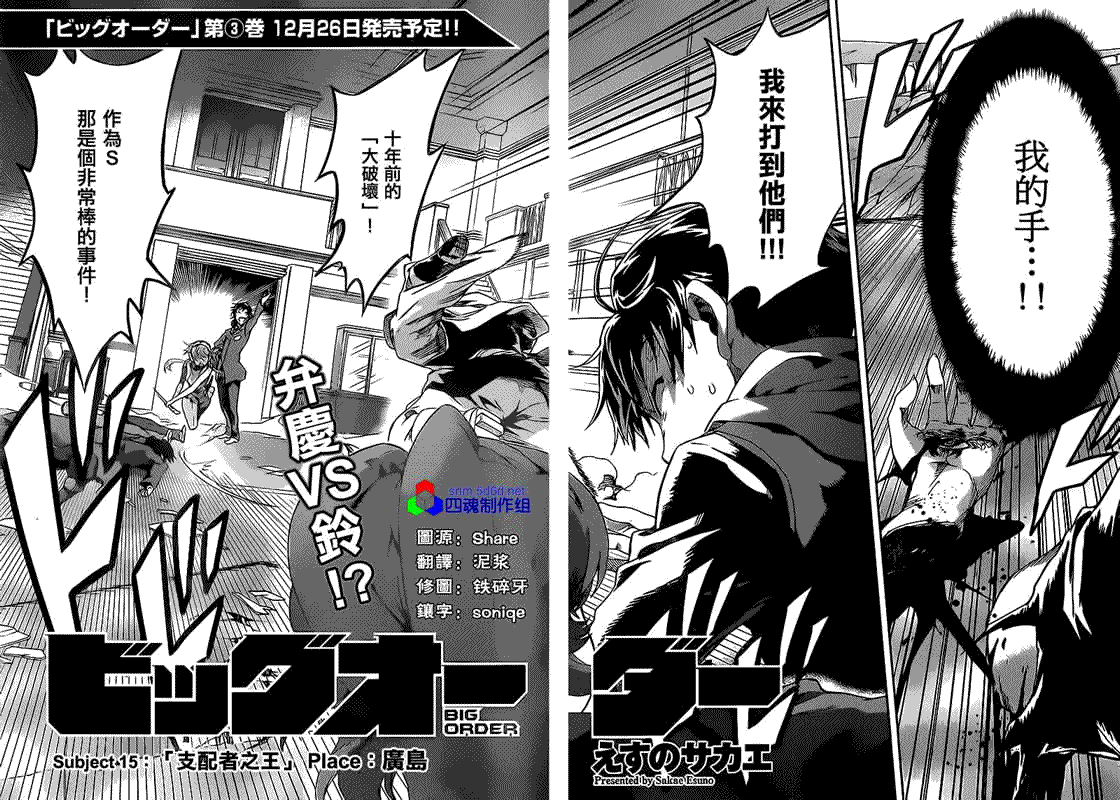 我的手…!!
我來打到他們!!!
「ビッグオーダー」第③巻 12月26日発売予定!!
十年前的
「大破壞」！
作為S
那是個非常棒的事件！
弁慶VS鈴!?
srim.5d6d.net
四魂制作组
圖源：Share
翻譯：泥浆
修圖：铁碎牙
鑲字：soniqe
ビッグオーダー
BIG
ORDER
Subject 15：「支配者之王」 Place：廣島
えすのサカエ
Presented by Sakae Esuno